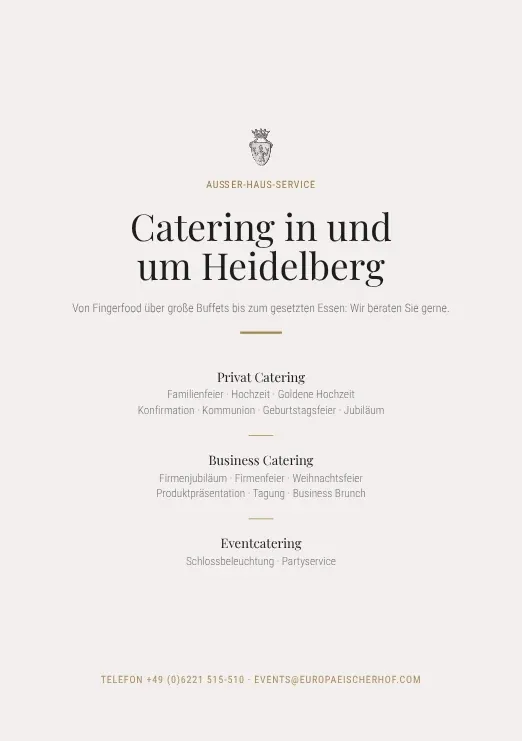 AUSSER-HAUS-SERVICE
Catering in und
um Heidelberg
Von Fingerfood über große Buffets bis zum gesetzten Essen: Wir beraten Sie gerne.
Privat Catering
Familienfeier · Hochzeit · Goldene Hochzeit
Konfirmation · Kommunion · Geburtstagsfeier · Jubiläum
Business Catering
Firmenjubiläum · Firmenfeier · Weihnachtsfeier
Produktpräsentation · Tagung · Business Brunch
Eventcatering
Schlossbeleuchtung · Partyservice
TELEFON +49 (0)6221 515-510 · EVENTS@EUROPAEISCHERHOF.COM